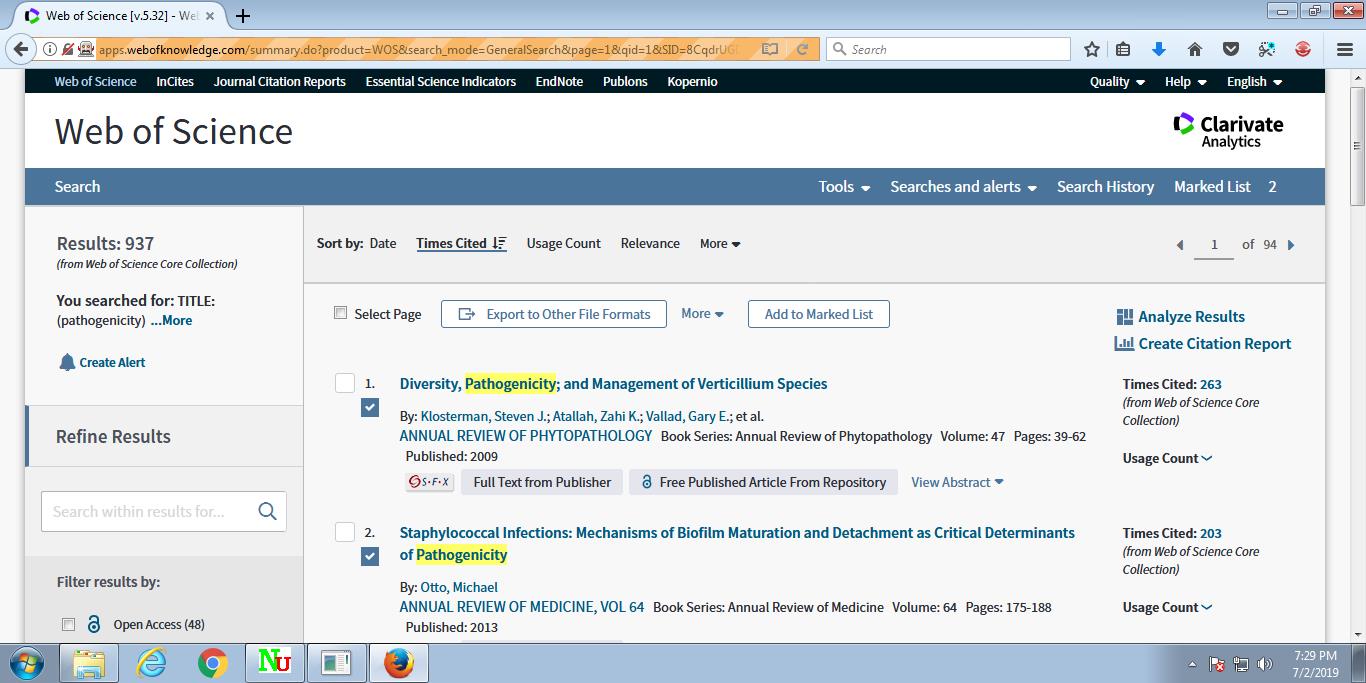 Web of Science [v.5.32] - Web
apps.webofknowledge.com/summary.do?product=WOS&search_mode=GeneralSearch&page=1&qid=1&SID=8CqdrUG
Search
Web of Science InCites Journal Citation Reports Essential Science Indicators EndNote Publons Kopernio Quality Help English
Web of Science
Clarivate
Analytics
Search Tools Searches and alerts Search History Marked List 2
Results: 937
(from Web of Science Core Collection)
You searched for: TITLE:
(pathogenicity) ...More
Create Alert
Refine Results
Search within results for...
Filter results by:
Open Access (48)
Sort by: Date Times Cited Usage Count Relevance More
1 of 94
Select Page Export to Other File Formats More Add to Marked List
Analyze Results
Create Citation Report
1. Diversity, Pathogenicity; and Management of Verticillium Species
By: Klosterman, Steven J.; Atallah, Zahi K.; Vallad, Gary E.; et al.
ANNUAL REVIEW OF PHYTOPATHOLOGY Book Series: Annual Review of Phytopathology Volume: 47 Pages: 39-62
Published: 2009
S·F·X Full Text from Publisher Free Published Article From Repository View Abstract
Times Cited: 263
(from Web of Science Core
Collection)
Usage Count
2. Staphylococcal Infections: Mechanisms of Biofilm Maturation and Detachment as Critical Determinants
of Pathogenicity
By: Otto, Michael
ANNUAL REVIEW OF MEDICINE, VOL 64 Book Series: Annual Review of Medicine Volume: 64 Pages: 175-188
Published: 2013
Times Cited: 203
(from Web of Science Core
Collection)
Usage Count
Nu
7:29 PM
7/2/2019